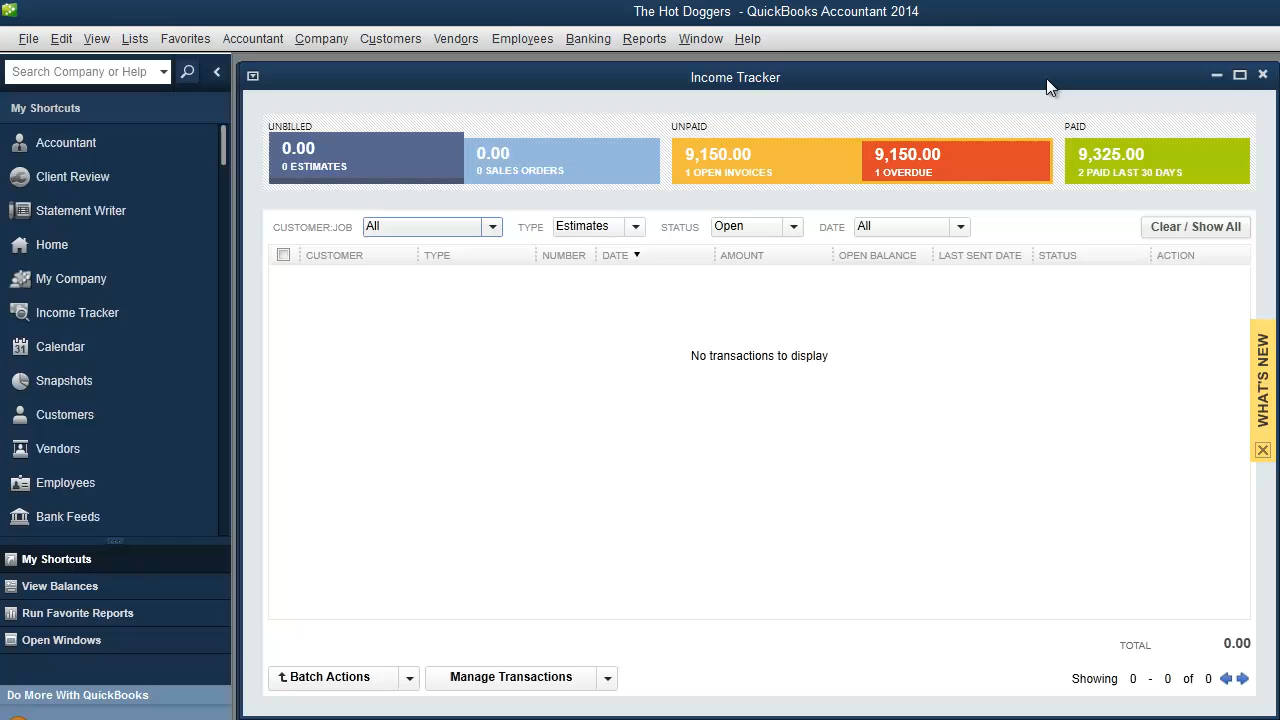 The Hot Doggers - QuickBooks Accountant 2014
File Edit View Lists Favorites Accountant Company Customers Vendors Employees Banking Reports Window Help
Search Company or Help
My Shortcuts
Accountant
Client Review
Statement Writer
Home
My Company
Income Tracker
Calendar
31
Snapshots
Customers
Vendors
Employees
Bank Feeds
My Shortcuts
View Balances
Run Favorite Reports
Open Windows
Do More With QuickBooks
Income Tracker
UNBILLED
0.00
0 ESTIMATES
0.00
0 SALES ORDERS
UNPAID
9,150.00
1 OPEN INVOICES
9,150.00
1 OVERDUE
PAID
9,325.00
2 PAID LAST 30 DAYS
CUSTOMER:JOB All TYPE Estimates STATUS Open DATE All Clear / Show All
CUSTOMER TYPE NUMBER DATE AMOUNT OPEN BALANCE LAST SENT DATE STATUS ACTION
No transactions to display
WHAT'S NEW
TOTAL 0.00
Batch Actions Manage Transactions Showing 0 - 0 of 0